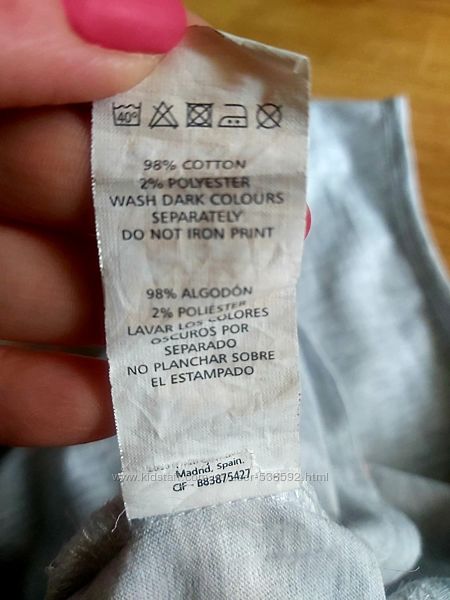 40°
98% COTTON
2% POLYESTER
WASH DARK COLOURS
SEPARATELY
DO NOT IRON PRINT
98% ALGODÓN
2% POLIÉSTER
LAVAR LOS COLORES
OSCUROS POR
SEPARADO
NO PLANCHAR SOBRE
EL ESTAMPADO
Madrid, Spain.
CIF - B83875427